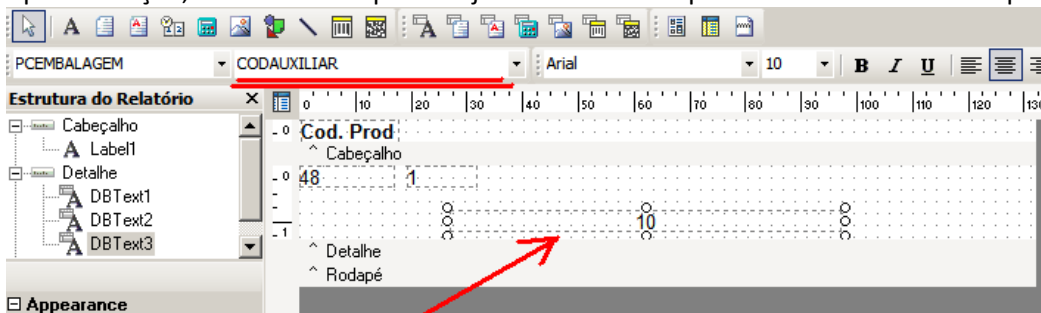 PCEMBALAGEM CODAUXILIAR Arial 10 B I U
Estrutura do Relatório
0 10 20 30 40 50 60 70 80 90 100 110 120
Cabeçalho
Label1
Detalhe
DBText1
DBText2
DBText3
Appearance
0 Cod. Prod
^ Cabeçalho
0 48 1
10
1
^ Detalhe
^ Rodapé